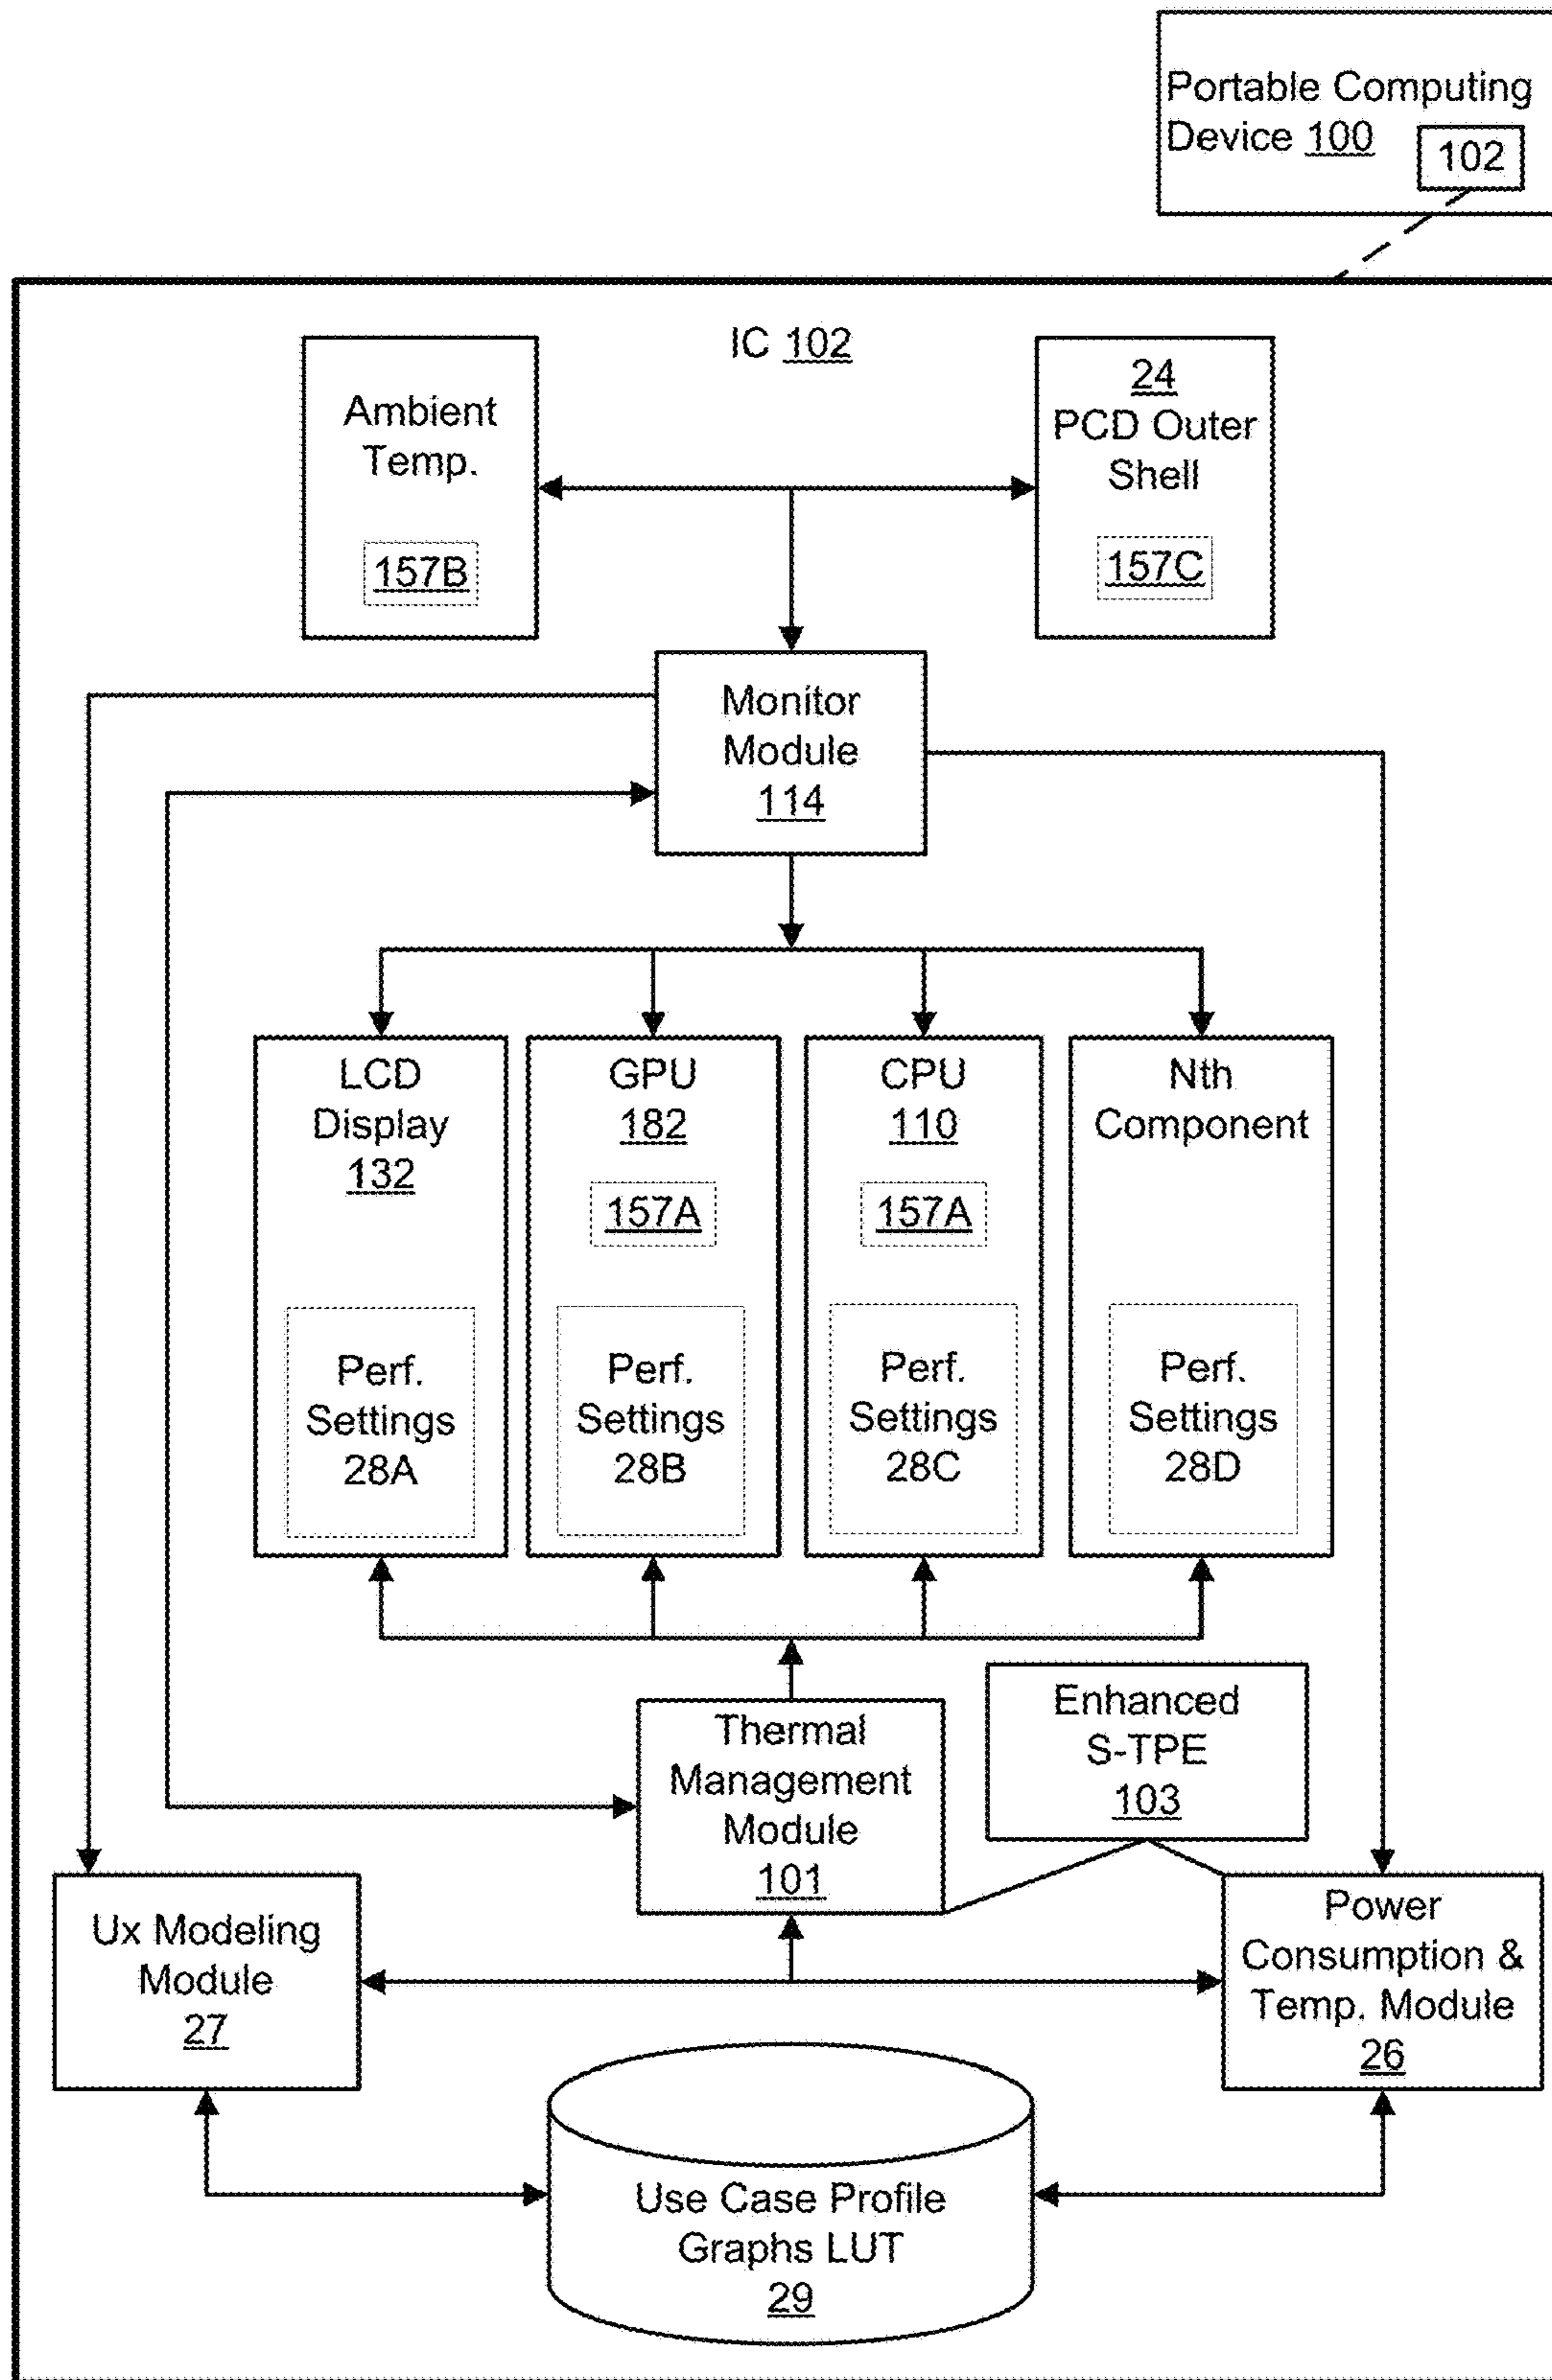 Portable Computing
Device 100
102
IC 102
Ambient
Temp.
157B
24
PCD Outer
Shell
157C
Monitor
Module
114
LCD
Display
132
Perf.
Settings
28A
GPU
182
157A
Perf.
Settings
28B
CPU
110
157A
Perf.
Settings
28C
Nth
Component
Perf.
Settings
28D
Thermal
Management
Module
101
Enhanced
S-TPE
103
Ux Modeling
Module
27
Power
Consumption &
Temp. Module
26
Use Case Profile
Graphs LUT
29